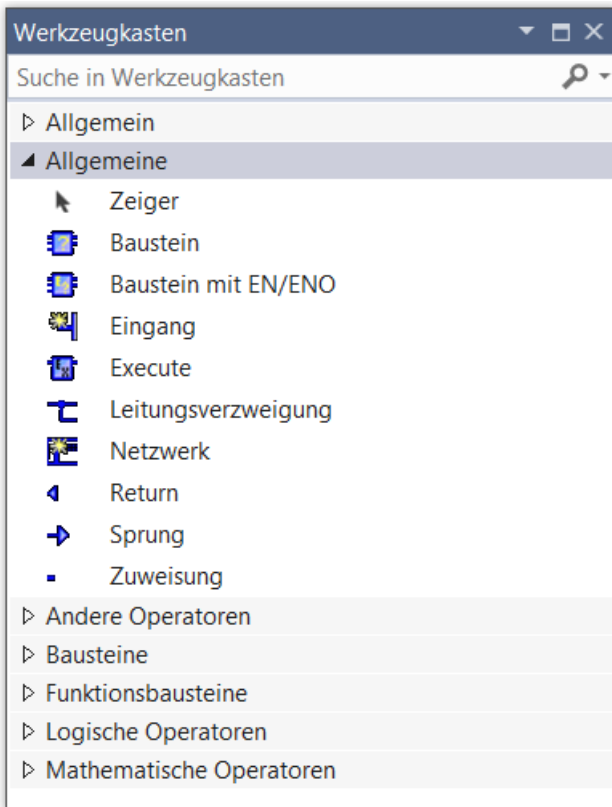 Werkzeugkasten
Suche in Werkzeugkasten
Allgemein
Allgemeine
Zeiger
Baustein
Baustein mit EN/ENO
Eingang
Execute
Leitungsverzweigung
Netzwerk
Return
Sprung
Zuweisung
Andere Operatoren
Bausteine
Funktionsbausteine
Logische Operatoren
Mathematische Operatoren